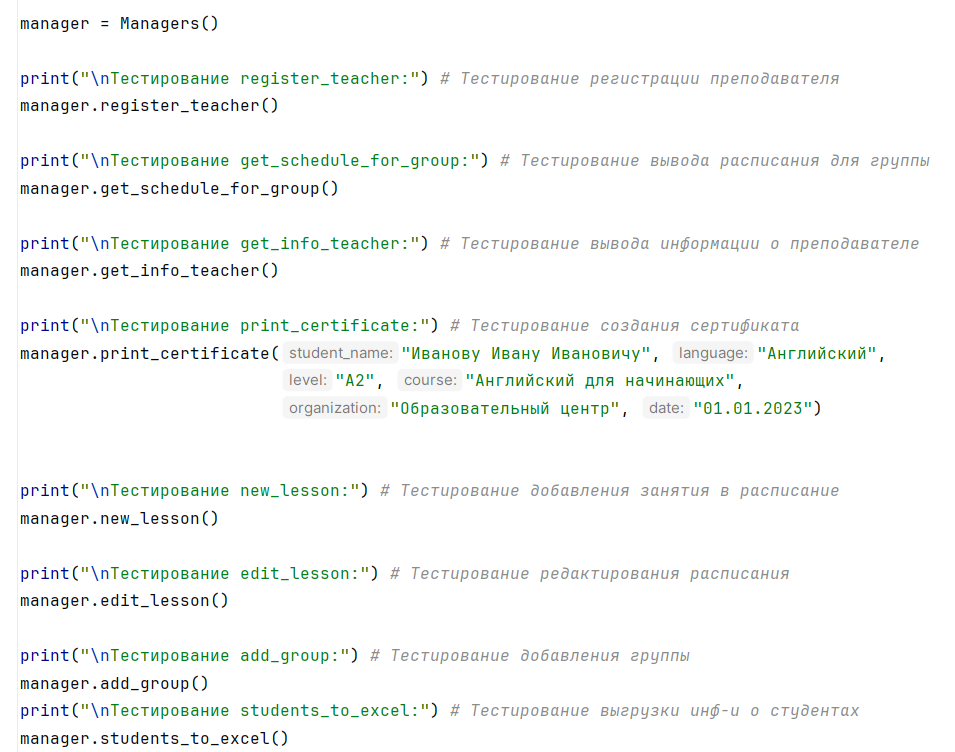 manager = Managers()
print("\nТестирование register_teacher:") # Тестирование регистрации преподавателя
manager.register_teacher()
print("\nТестирование get_schedule_for_group:") # Тестирование вывода расписания для группы
manager.get_schedule_for_group()
print("\nТестирование get_info_teacher:") # Тестирование вывода информации о преподавателе
manager.get_info_teacher()
print("\nТестирование print_certificate:") # Тестирование создания сертификата
manager.print_certificate( student_name: "Иванову Ивану Ивановичу", language: "Английский",
level: "A2", course: "Английский для начинающих",
organization: "Образовательный центр", date: "01.01.2023")
print("\nТестирование new_lesson:") # Тестирование добавления занятия в расписание
manager.new_lesson()
print("\nТестирование edit_lesson:") # Тестирование редактирования расписания
manager.edit_lesson()
print("\nТестирование add_group:") # Тестирование добавления группы
manager.add_group()
print("\nТестирование students_to_excel:") # Тестирование выгрузки инф-и о студентах
manager.students_to_excel()